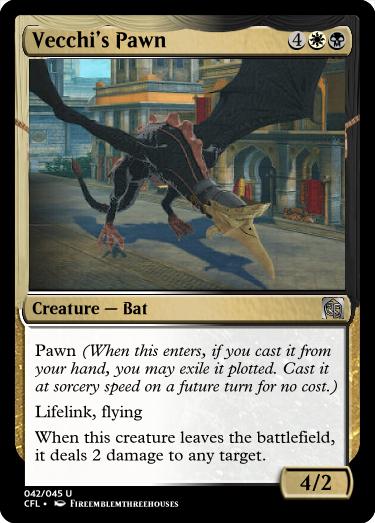 Vecchi's Pawn 4
Creature — Bat
Pawn (When this enters, if you cast it from
your hand, you may exile it plotted. Cast it
at sorcery speed on a future turn for no cost.)
Lifelink, flying
When this creature leaves the battlefield,
it deals 2 damage to any target.
4/2
042/045 U
CFL • Fireemblemthreehouses